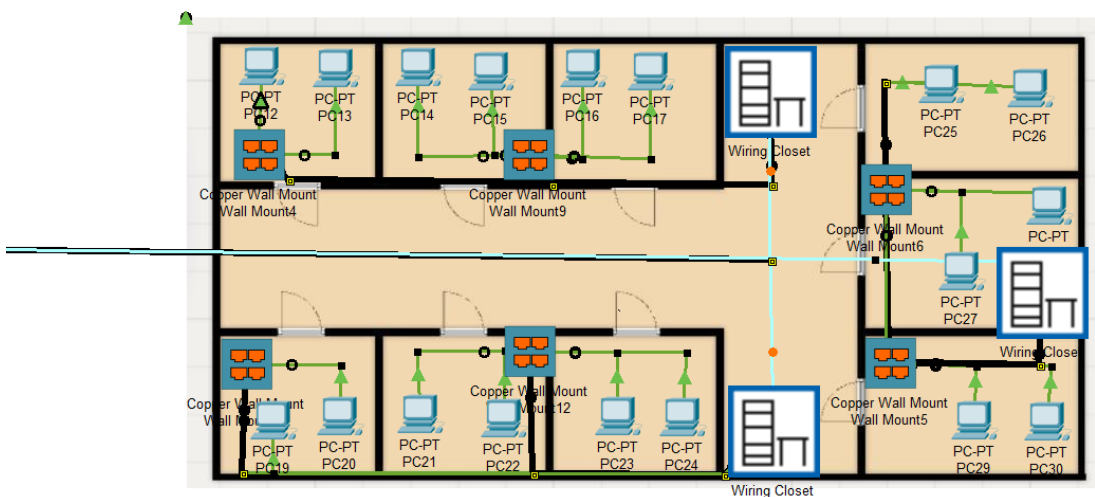 PC-PT
PC12
PC-PT
PC13
PC-PT
PC14
PC-PT
PC15
PC-PT
PC16
PC-PT
PC17
Wiring Closet
PC-PT
PC25
PC-PT
PC26
Copper Wall Mount
Wall Mount4
Copper Wall Mount
Wall Mount9
Copper Wall Mount
Wall Mount6
PC-PT
PC-PT
PC27
Wiring Closet
Copper Wall Mount
Wall
PC-PT
PC19
PC-PT
PC20
Copper Wall Mount
Mount12
PC-PT
PC21
PC-PT
PC22
PC-PT
PC23
PC-PT
PC24
Copper Wall Mount
Wall Mount5
PC-PT
PC29
PC-PT
PC30
Wiring Closet